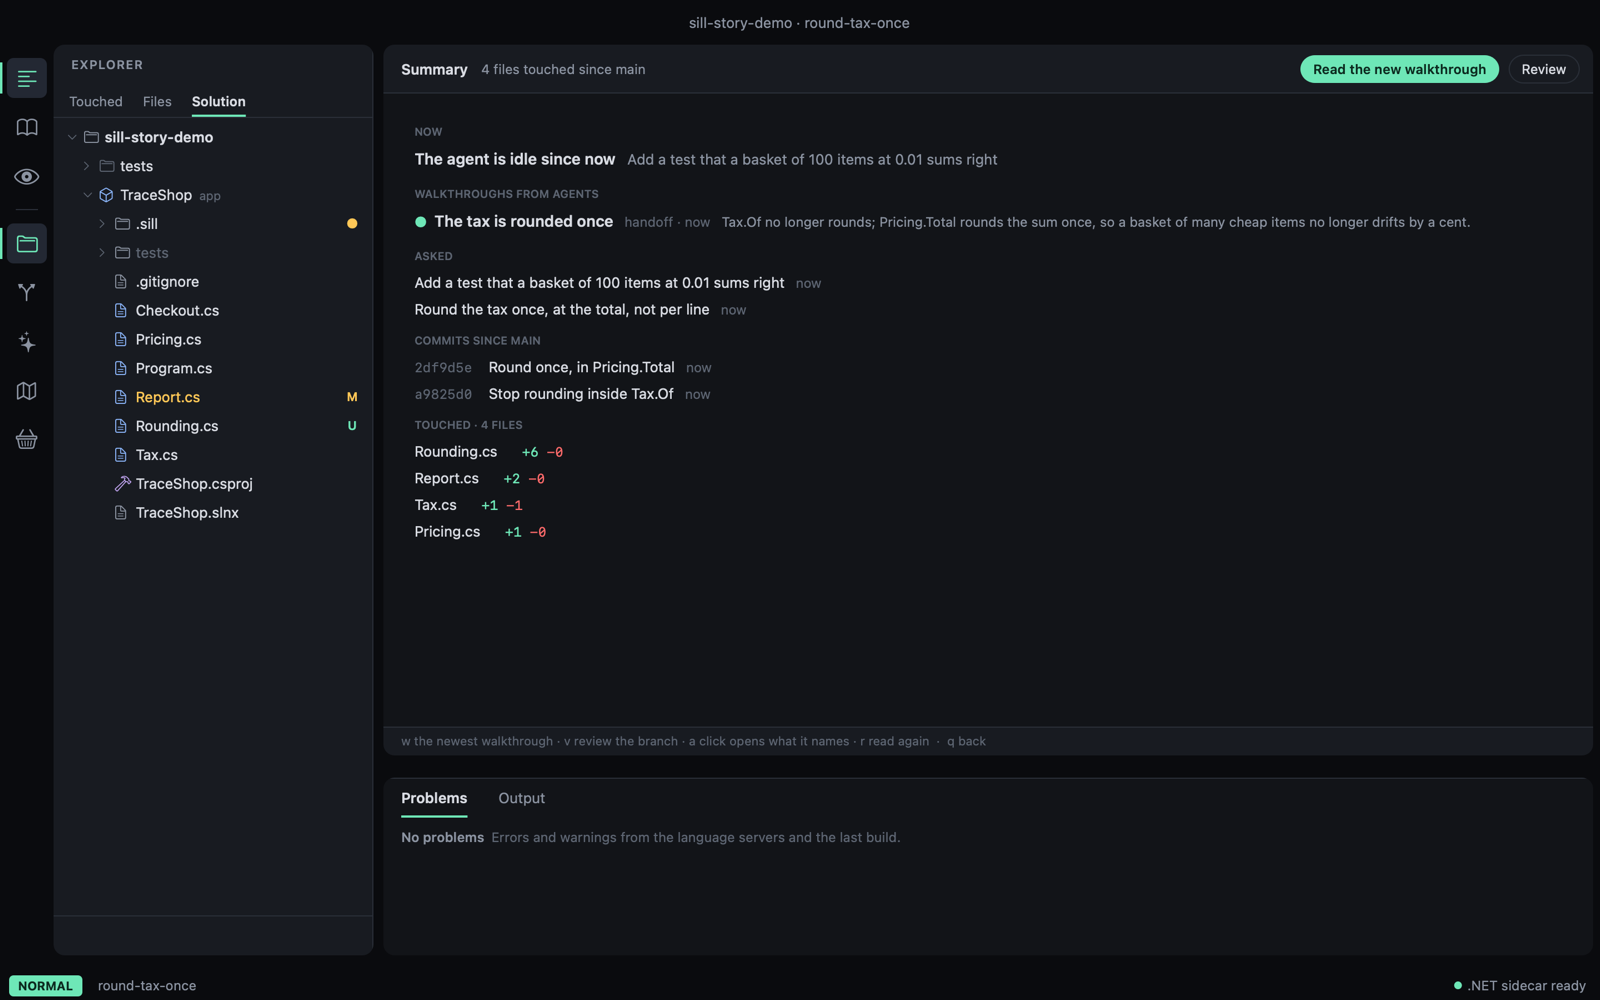 sill-story-demo · round-tax-once
EXPLORER
Touched Files Solution
sill-story-demo
tests
TraceShop app
.sill
tests
.gitignore
Checkout.cs
Pricing.cs
Program.cs
Report.cs M
Rounding.cs U
Tax.cs
TraceShop.csproj
TraceShop.slnx
Summary 4 files touched since main Read the new walkthrough Review
NOW
The agent is idle since now Add a test that a basket of 100 items at 0.01 sums right
WALKTHROUGHS FROM AGENTS
The tax is rounded once handoff · now Tax.Of no longer rounds; Pricing.Total rounds the sum once, so a basket of many cheap items no longer drifts by a cent.
ASKED
Add a test that a basket of 100 items at 0.01 sums right now
Round the tax once, at the total, not per line now
COMMITS SINCE MAIN
2df9d5e Round once, in Pricing.Total now
a9825d0 Stop rounding inside Tax.Of now
TOUCHED · 4 FILES
Rounding.cs +6 −0
Report.cs +2 −0
Tax.cs +1 −1
Pricing.cs +1 −0
w the newest walkthrough · v review the branch · a click opens what it names · r read again · q back
Problems Output
No problems Errors and warnings from the language servers and the last build.
NORMAL round-tax-once .NET sidecar ready